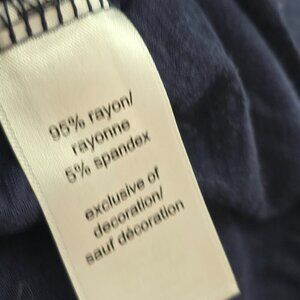 95% rayon/
rayonne
5% spandex
exclusive of
decoration/
sauf décoration